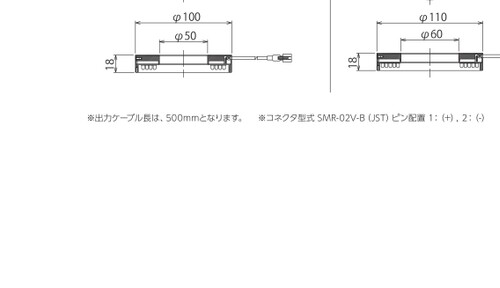 φ100
φ50
18
φ110
φ60
18
※出力ケーブル長は、500mmとなります。 ※コネクタ型式 SMR-02V-B (JST) ピン配置 1: (+) , 2: (-)